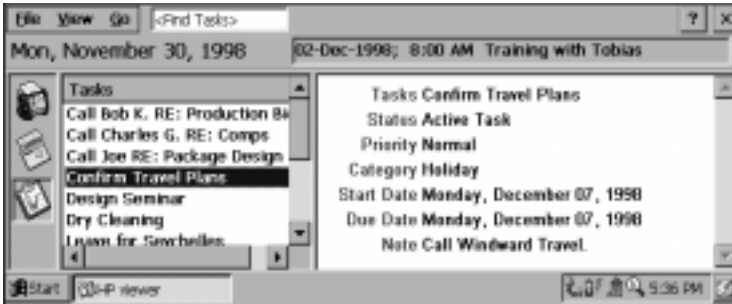 File View Go <Find Tasks> ? ×
Mon, November 30, 1998
02-Dec-1998; 8:00 AM Training with Tobias
Tasks
Call Bob K. RE: Production
Call Charles G. RE: Comps
Call Joe RE: Package Design
Confirm Travel Plans
Design Seminar
Dry Cleaning
Leave for Seychelles
Tasks Confirm Travel Plans
Status Active Task
Priority Normal
Category Holiday
Start Date Monday, December 07, 1998
Due Date Monday, December 07, 1998
Note Call Windward Travel.
Start HP viewer 5:36 PM